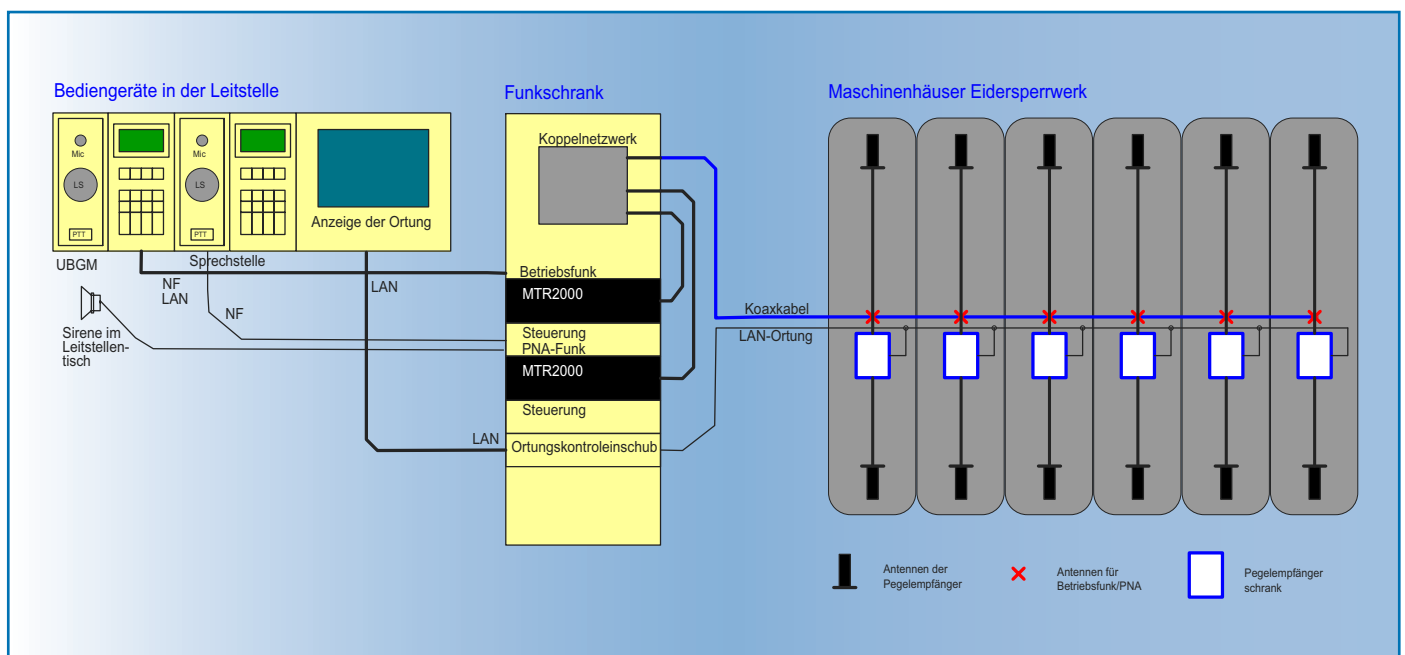 Bediengeräte in der Leitstelle
Mic
LS
PTT
Mic
LS
PTT
Anzeige der Ortung
UBGM
Sprechstelle
NF
LAN
NF
LAN
Sirene im
Leitstellen-
tisch
LAN
Funkschrank
Koppelnetzwerk
Betriebsfunk
MTR2000
Steuerung
PNA-Funk
MTR2000
Steuerung
Ortungskontroleinschub
Koaxkabel
LAN-Ortung
Maschinenhäuser Eidersperrwerk
Antennen der
Pegelempfänger
Antennen für
Betriebsfunk/PNA
Pegelempfänger
schrank